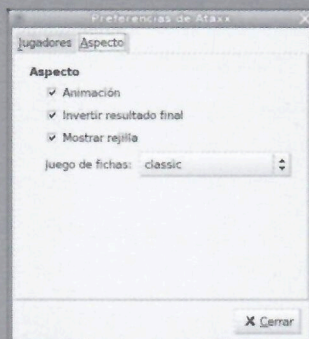 Preferencias de Ataxx
Jugadores Aspecto
Aspecto
Animación
Invertir resultado final
Mostrar rejilla
Juego de fichas: classic
Cerrar